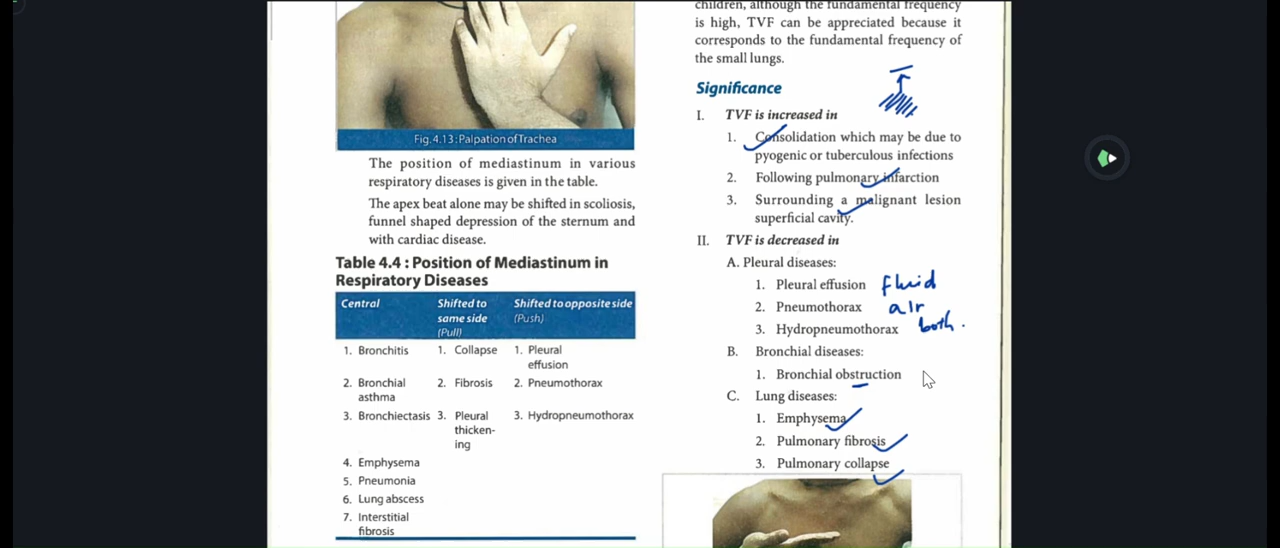 Fig. 4.13 : Palpation of Trachea
The position of mediastinum in various
respiratory diseases is given in the table.
The apex beat alone may be shifted in scoliosis,
funnel shaped depression of the sternum and
with cardiac disease.
Table 4.4 : Position of Mediastinum in
Respiratory Diseases
Central Shifted to same side (Pull) Shifted to opposite side (Push)
1. Bronchitis 1. Collapse 1. Pleural effusion
2. Bronchial asthma 2. Fibrosis 2. Pneumothorax
3. Bronchiectasis 3. Pleural thicken-ing 3. Hydropneumothorax
4. Emphysema
5. Pneumonia
6. Lung abscess
7. Interstitial
fibrosis
children, although the fundamental frequency
is high, TVF can be appreciated because it
corresponds to the fundamental frequency of
the small lungs.
Significance
I. TVF is increased in
1. Consolidation which may be due to
pyogenic or tuberculous infections
2. Following pulmonary infarction
3. Surrounding a malignant lesion
superficial cavity.
II. TVF is decreased in
A. Pleural diseases:
1. Pleural effusion fluid
2. Pneumothorax air
3. Hydropneumothorax both.
B. Bronchial diseases:
1. Bronchial obstruction
C. Lung diseases:
1. Emphysema
2. Pulmonary fibrosis
3. Pulmonary collapse